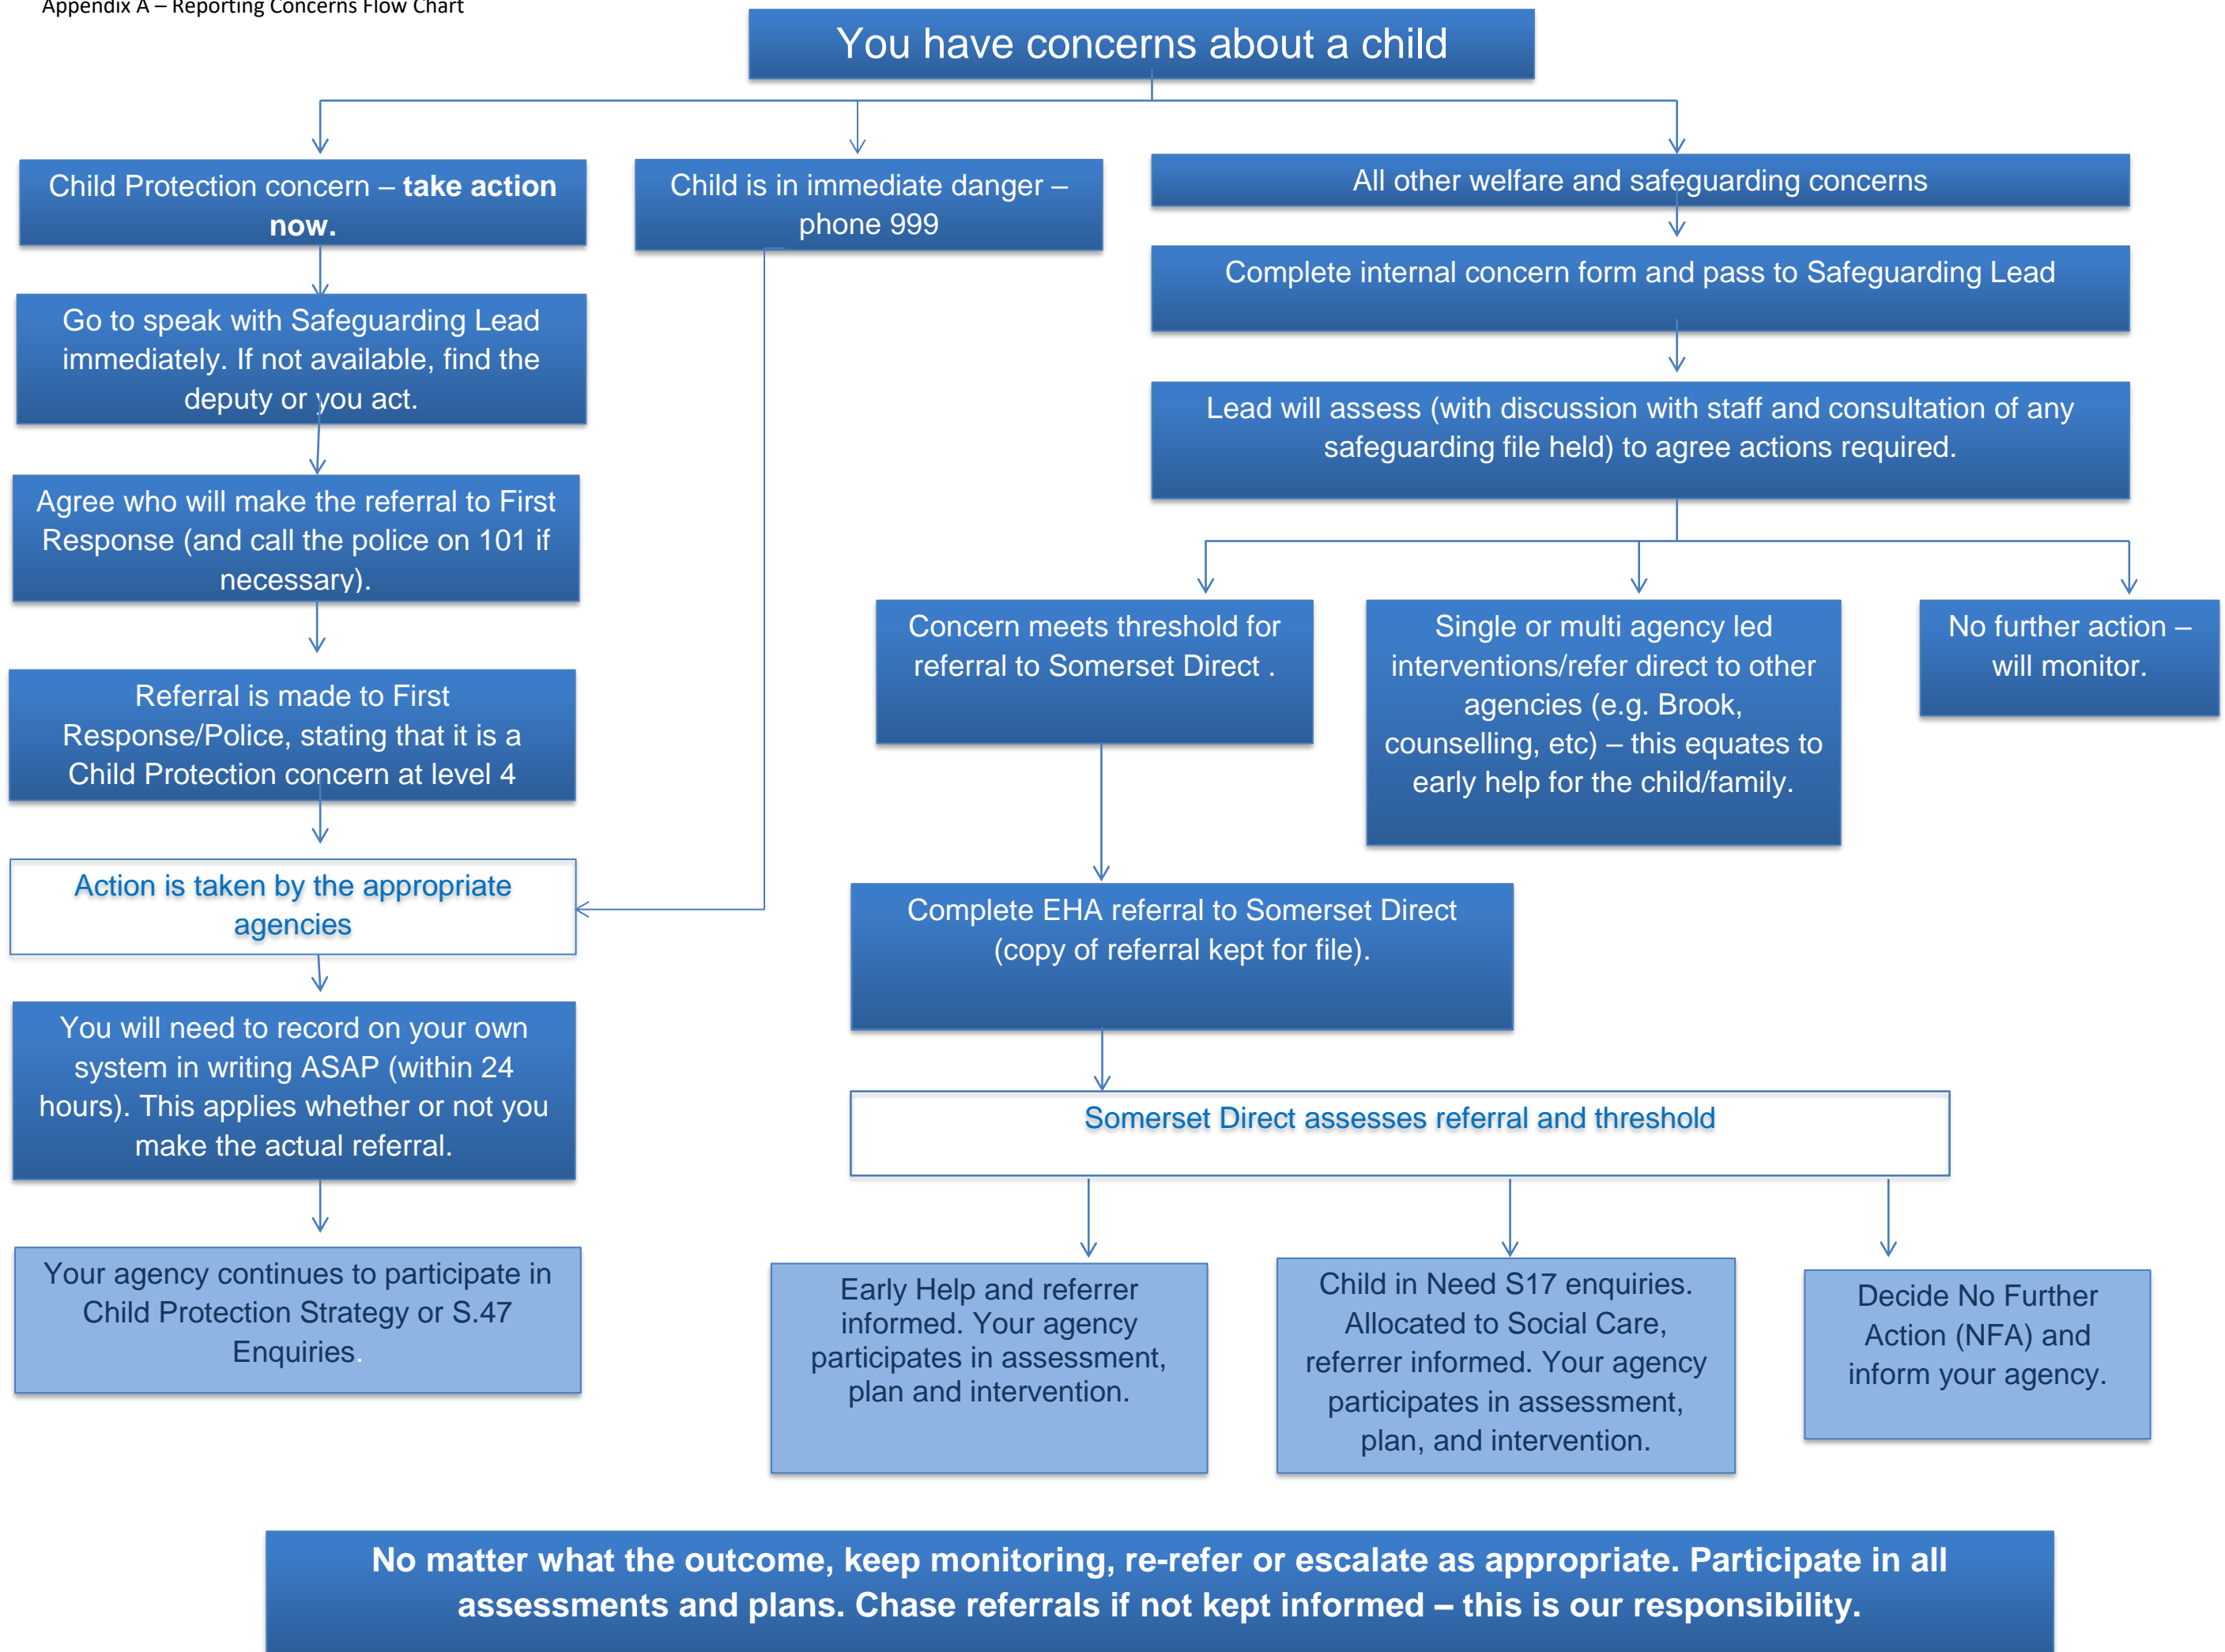 Appendix A – Reporting Concerns Flow Chart
You have concerns about a child
Child Protection concern – take action
now.
Go to speak with Safeguarding Lead
immediately. If not available, find the
deputy or you act.
Agree who will make the referral to First
Response (and call the police on 101 if
necessary).
Referral is made to First
Response/Police, stating that it is a
Child Protection concern at level 4
Action is taken by the appropriate
agencies
You will need to record on your own
system in writing ASAP (within 24
hours). This applies whether or not you
make the actual referral.
Your agency continues to participate in
Child Protection Strategy or S.47
Enquiries.
Child is in immediate danger –
phone 999
All other welfare and safeguarding concerns
Complete internal concern form and pass to Safeguarding Lead
Lead will assess (with discussion with staff and consultation of any
safeguarding file held) to agree actions required.
Concern meets threshold for
referral to Somerset Direct .
Single or multi agency led
interventions/refer direct to other
agencies (e.g. Brook,
counselling, etc) – this equates to
early help for the child/family.
No further action –
will monitor.
Complete EHA referral to Somerset Direct
(copy of referral kept for file).
Somerset Direct assesses referral and threshold
Early Help and referrer
informed. Your agency
participates in assessment,
plan and intervention.
Child in Need S17 enquiries.
Allocated to Social Care,
referrer informed. Your agency
participates in assessment,
plan, and intervention.
Decide No Further
Action (NFA) and
inform your agency.
No matter what the outcome, keep monitoring, re-refer or escalate as appropriate. Participate in all
assessments and plans. Chase referrals if not kept informed – this is our responsibility.